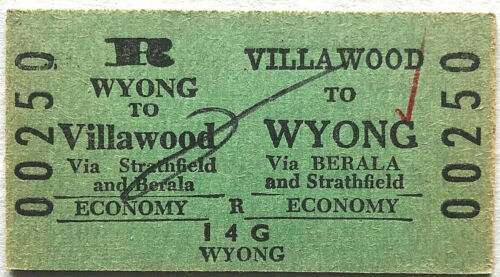 00250
R
WYONG
TO
Villawood
Via Strathfield
and Berala
ECONOMY
VILLAWOOD
TO
WYONG
Via BERALA
and Strathfield
ECONOMY
R
14G
WYONG
00250